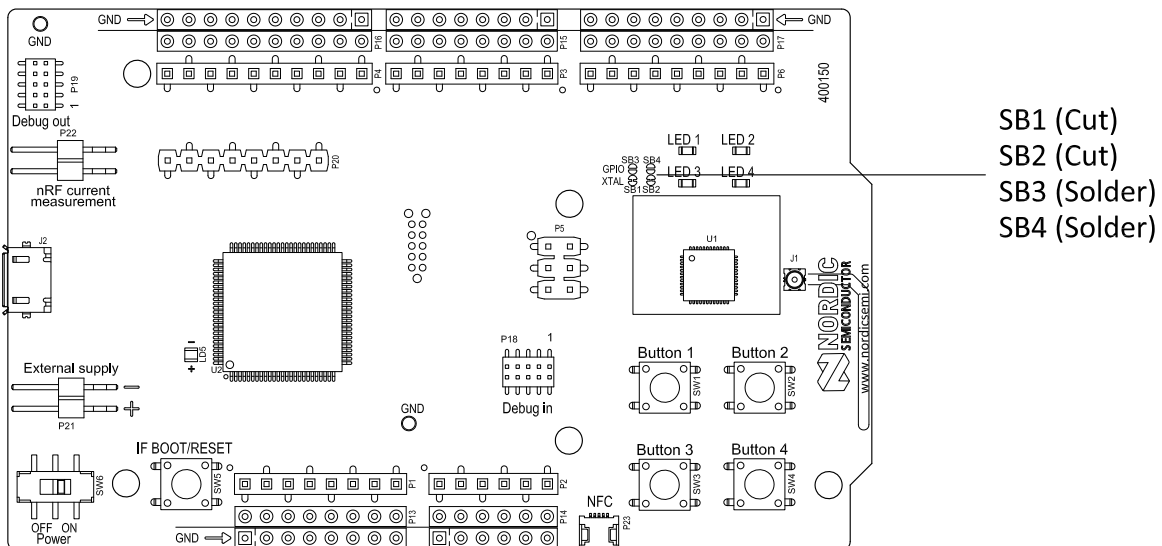 GND
GND
P16
P15
GND
P17
P19
1
P4
P3
P6
400150
Debug out
P22
nRF current
measurement
P20
LED 1
LED 2
SB3 SB4
GPIO
XTAL
SB1 SB2
LED 3
LED 4
SB1 (Cut)
SB2 (Cut)
SB3 (Solder)
SB4 (Solder)
J2
P5
U1
J1
NORDIC
SEMICONDUCTOR
www.nordicsemi.com
-
LD5
+
U2
P18
1
Debug in
External supply
-
+
P21
GND
Button 1
SW1
Button 2
SW2
IF BOOT/RESET
SW5
SW6
OFF ON
Power
P1
P2
Button 3
SW3
Button 4
SW4
NFC
P23
P13
P14
GND